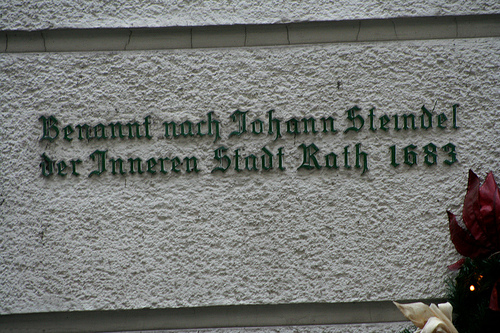 Benannt nach Johann Steindel
der Inneren Stadt Rath 1683